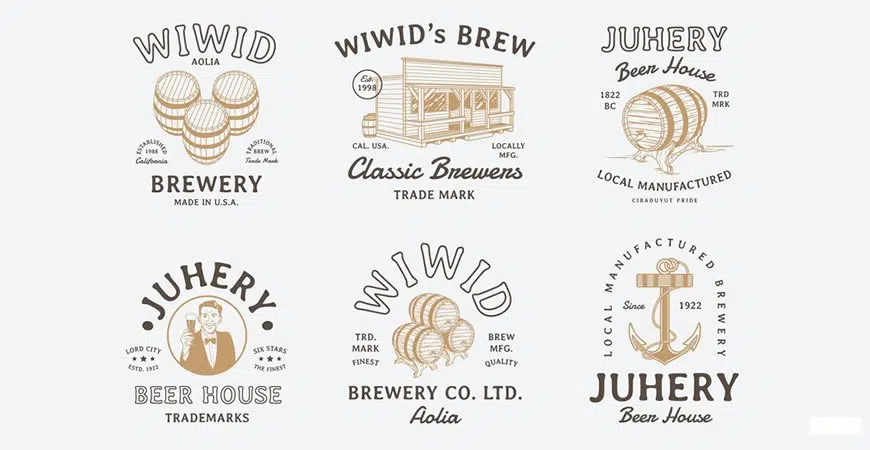 WIWID
AOLIA
ESTABLISHED
1988
California
TRADITIONAL
BREW
Trade Mark
BREWERY
MADE IN U.S.A.
WIWID's BREW
Est.
1998
CAL. USA.
LOCALLY
MFG.
Classic Brewers
TRADE MARK
JUHERY
Beer House
1822
BC
TRD
MRK
LOCAL MANUFACTURED
CIRADUYUT PRIDE
JUHERY
LORD CITY
ESTD. 1922
SIX STARS
THE FINEST
BEER HOUSE
TRADEMARKS
WIWID
TRD.
MARK
FINEST
BREW
MFG.
QUALITY
BREWERY CO. LTD.
Aolia
LOCAL MANUFACTURED BREWERY
Since
1922
JUHERY
Beer House